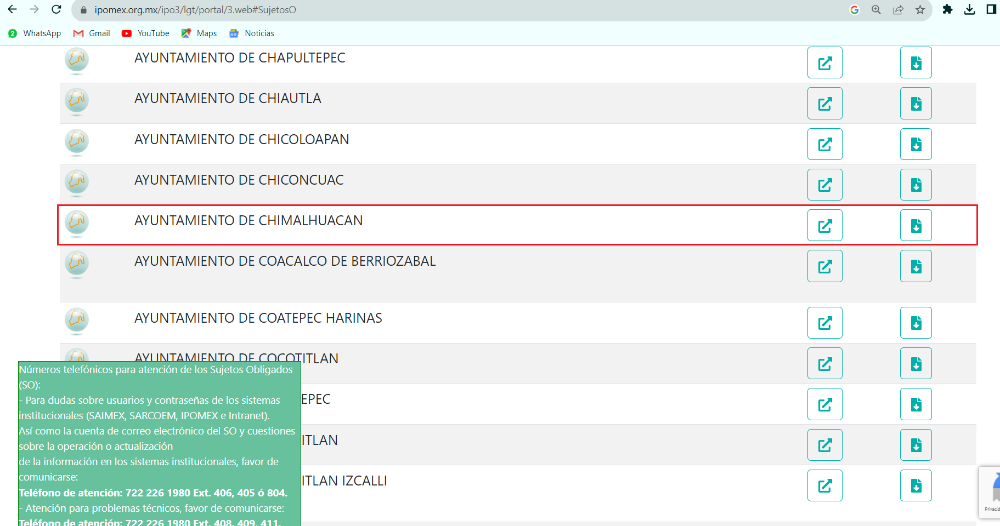 ipomex.org.mx/ipo3/lgt/portal/3.web#SujetosO
2 WhatsApp Gmail YouTube Maps Noticias
AYUNTAMIENTO DE CHAPULTEPEC
AYUNTAMIENTO DE CHIAUTLA
AYUNTAMIENTO DE CHICOLOAPAN
AYUNTAMIENTO DE CHICONCUAC
AYUNTAMIENTO DE CHIMALHUACAN
AYUNTAMIENTO DE COACALCO DE BERRIOZABAL
AYUNTAMIENTO DE COATEPEC HARINAS
AYUNTAMIENTO DE COCOTITLAN
EPEC
ITLAN
ITLAN IZCALLI
Números telefónicos para atención de los Sujetos Obligados
(SO):
- Para dudas sobre usuarios y contraseñas de los sistemas
institucionales (SAIMEX, SARCOEM, IPOMEX e Intranet).
Así como la cuenta de correo electrónico del SO y cuestiones
sobre la operación o actualización
de la información en los sistemas institucionales, favor de
comunicarse:
Teléfono de atención: 722 226 1980 Ext. 406, 405 ó 804.
- Atención para problemas técnicos, favor de comunicarse:
Teléfono de atención: 722 226 1980 Ext. 408, 409, 411,
Privacid